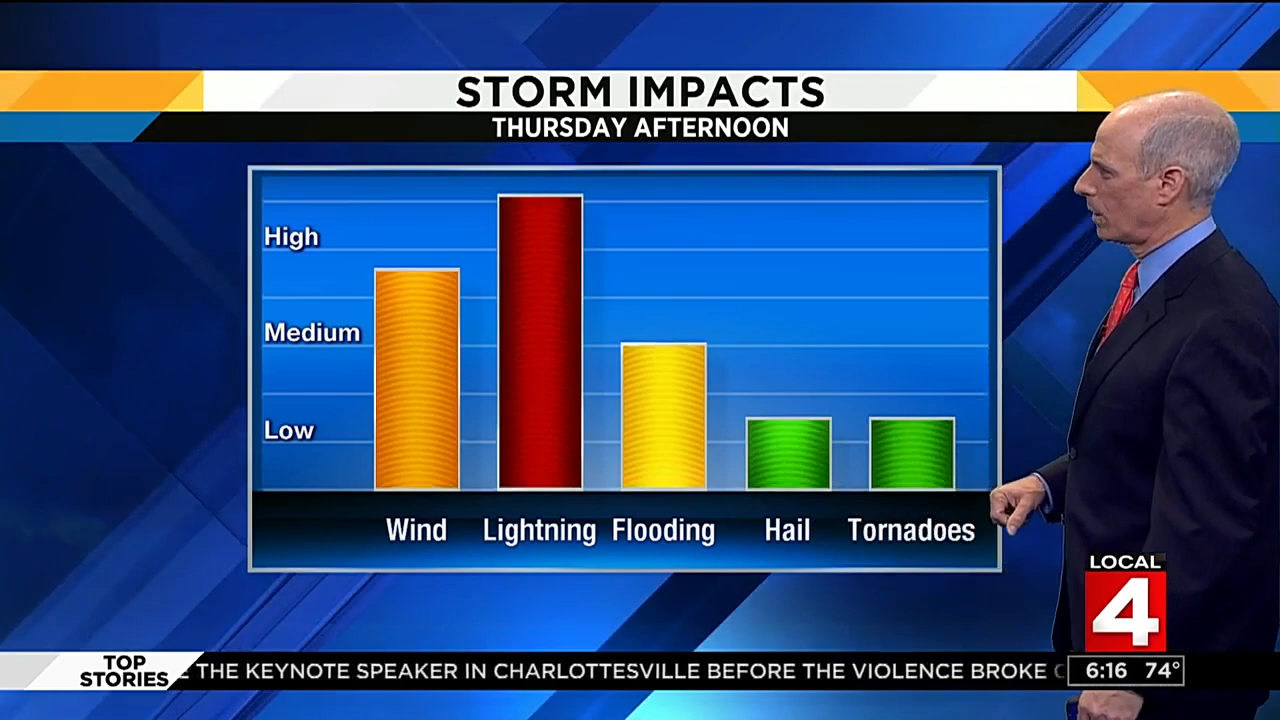 STORM IMPACTS
THURSDAY AFTERNOON
High
Medium
Low
Wind Lightning Flooding Hail Tornadoes
LOCAL
4
TOP
STORIES
THE KEYNOTE SPEAKER IN CHARLOTTESVILLE BEFORE THE VIOLENCE BROKE
6:16 74°